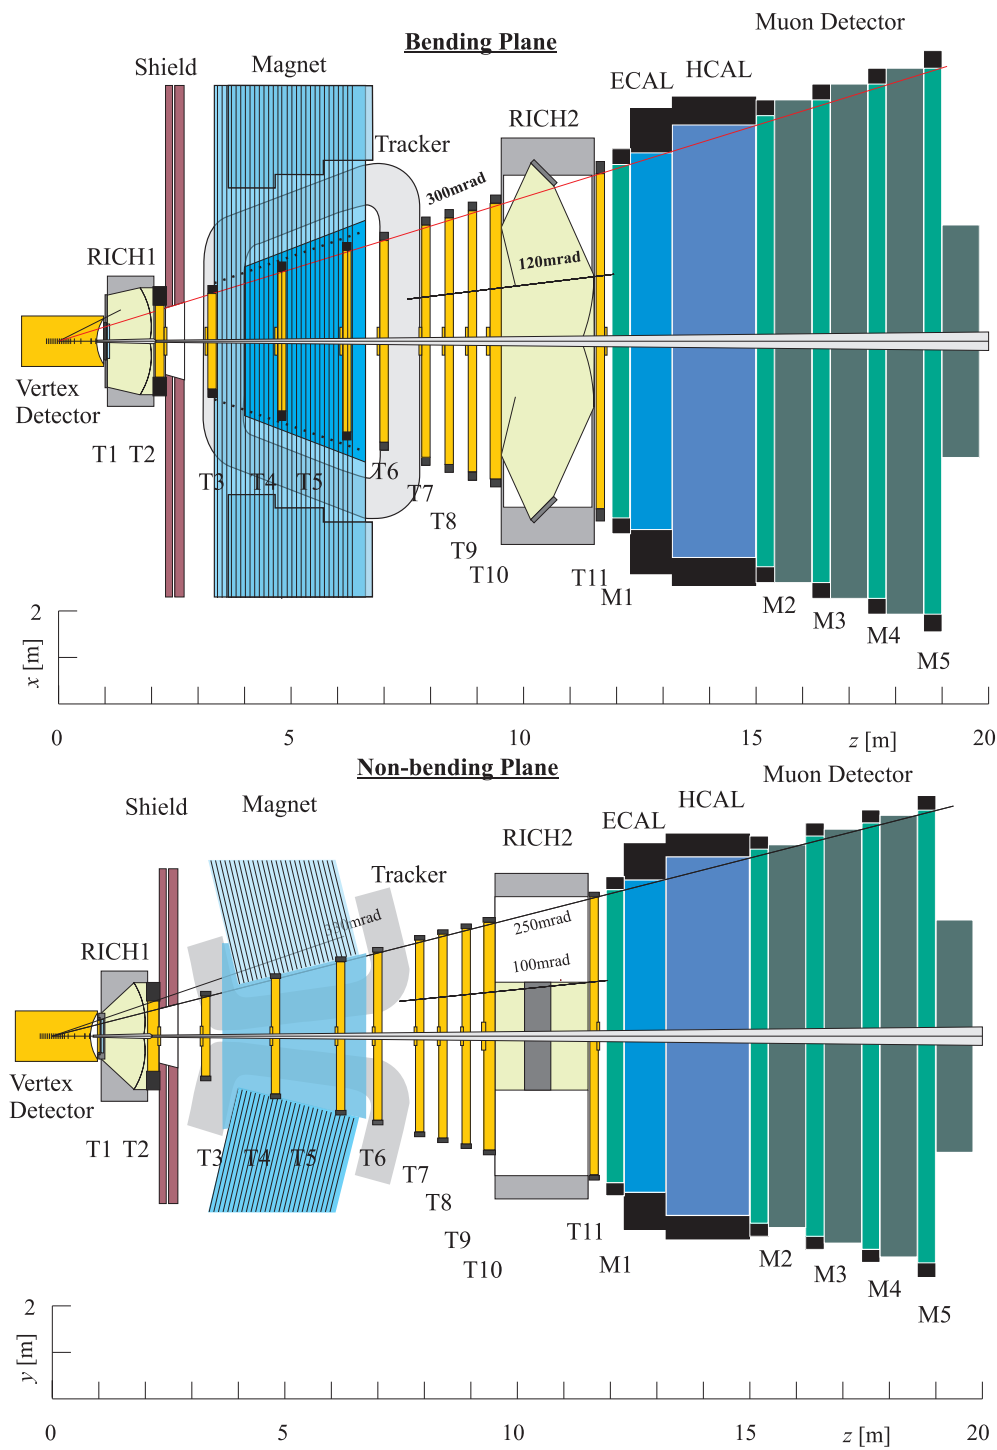 Bending Plane
Muon Detector
Shield
Magnet
ECAL
HCAL
RICH2
Tracker
300mrad
RICH1
120mrad
Vertex
Detector
T1
T2
T3
T4
T5
T6
T7
T8
T9
T10
T11
M1
M2
M3
M4
M5
2
x [m]
0
5
10
15
z [m]
20
Non-bending Plane
Muon Detector
Shield
Magnet
ECAL
HCAL
RICH2
Tracker
330mrad
250mrad
100mrad
RICH1
Vertex
Detector
T1
T2
T3
T4
T5
T6
T7
T8
T9
T10
T11
M1
M2
M3
M4
M5
2
y [m]
0
5
10
15
z [m]
20